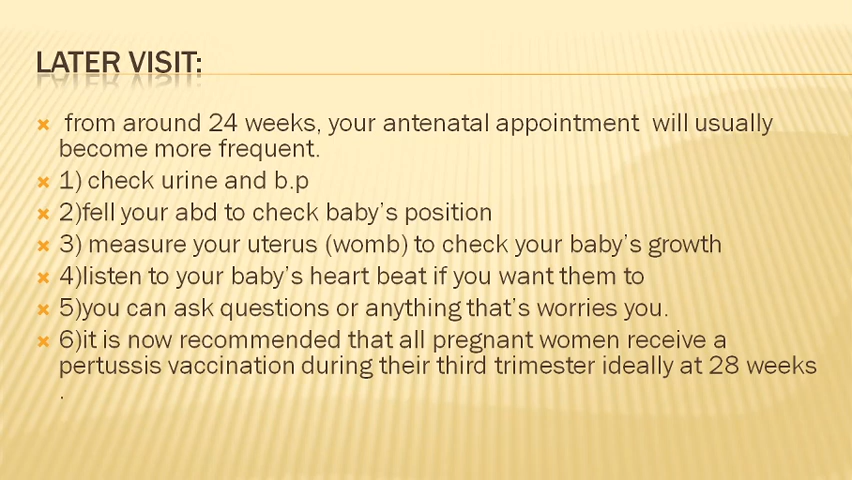 LATER VISIT:
from around 24 weeks, your antenatal appointment will usually
become more frequent.
1) check urine and b.p
2)fell your abd to check baby's position
3) measure your uterus (womb) to check your baby's growth
4)listen to your baby's heart beat if you want them to
5)you can ask questions or anything that's worries you.
6)it is now recommended that all pregnant women receive a
pertussis vaccination during their third trimester ideally at 28 weeks
.